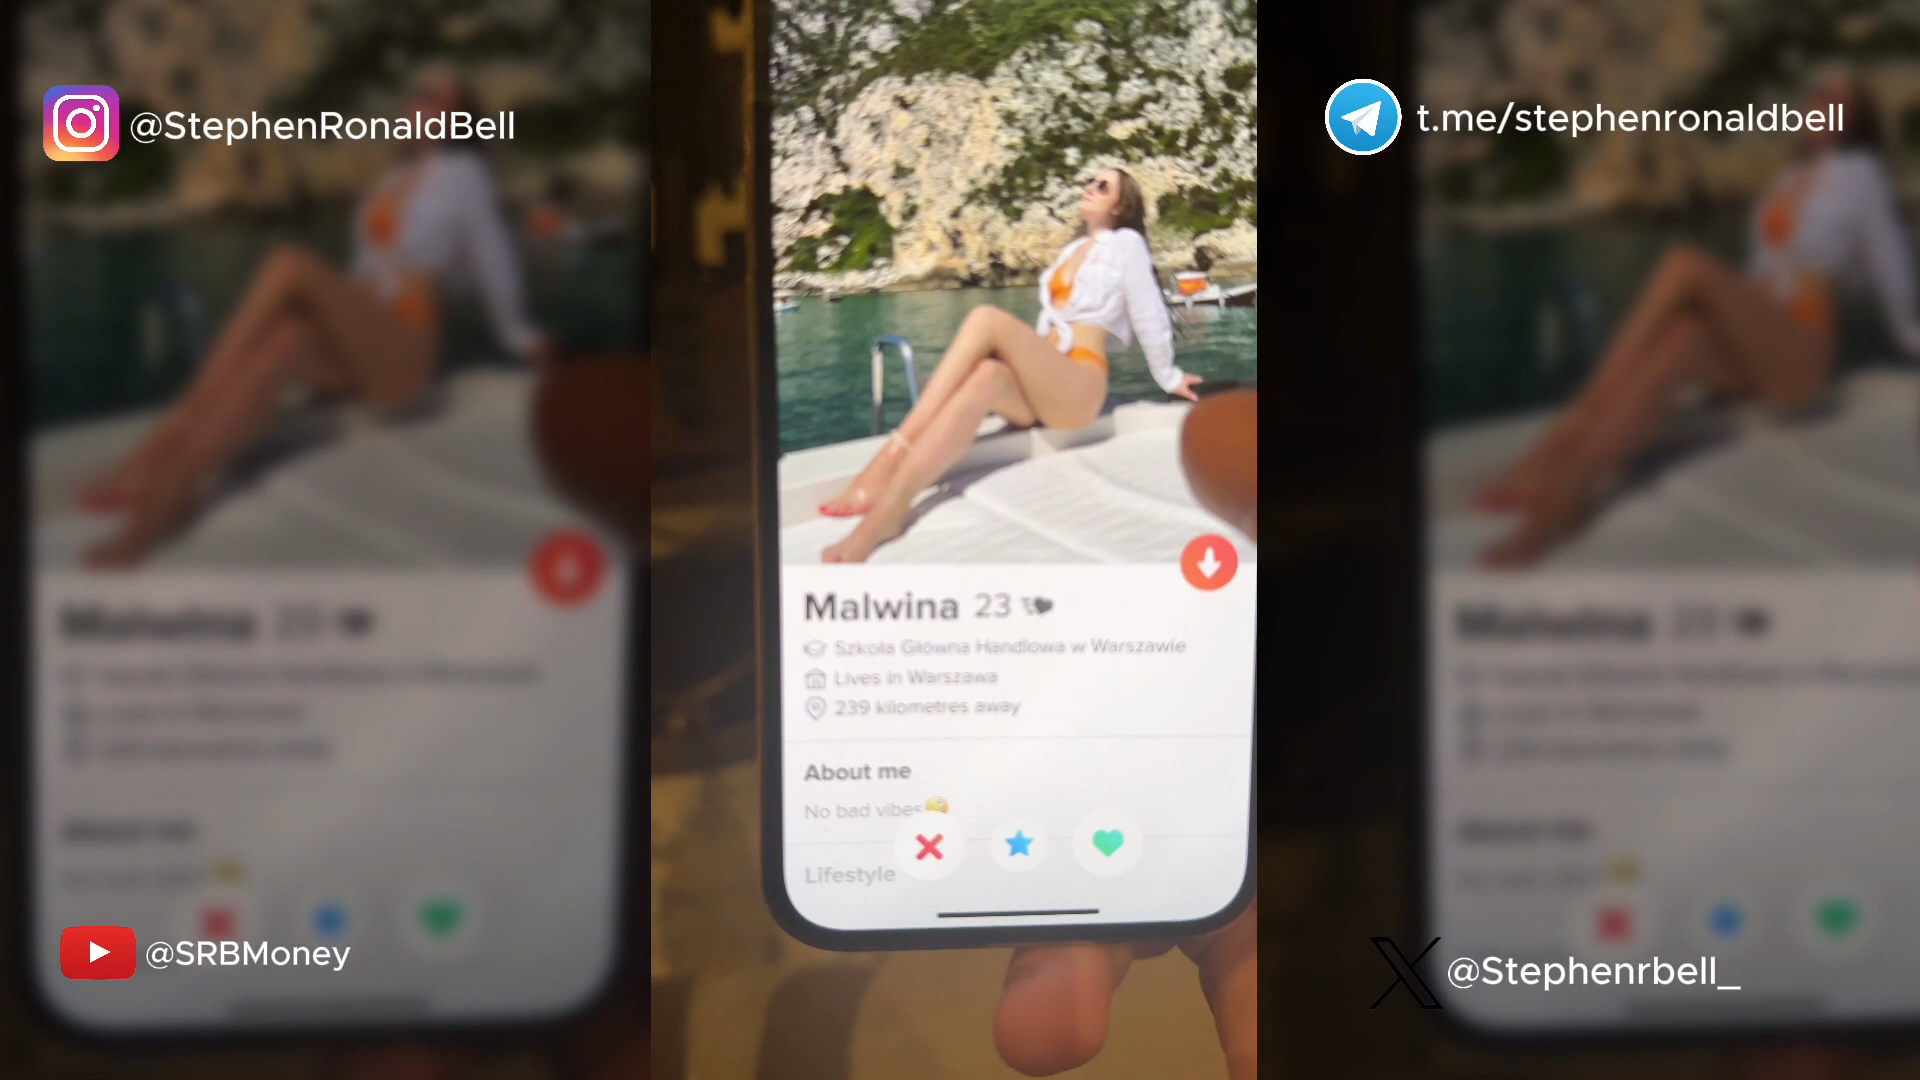 @StephenRonaldBell
t.me/stephenronaldbell
Malwina 23
Szkoła Główna Handlowa w Warszawie
Lives in Warszawa
239 kilometres away
About me
No bad vibes
Lifestyle
@SRBMoney
@Stephenrbell_